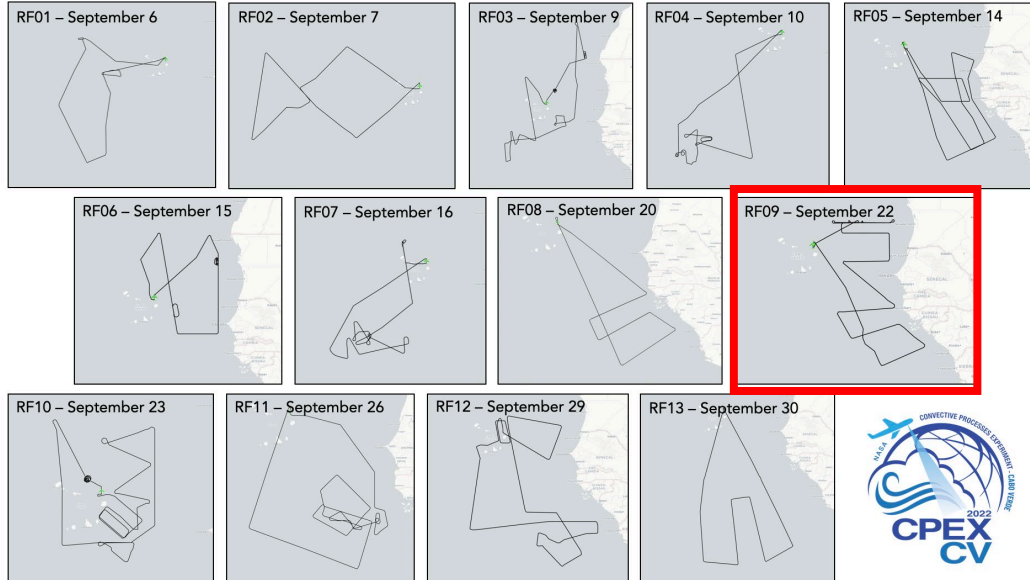 RF01 – September 6
RF02 – September 7
RF03 – September 9
RF04 – September 10
RF05 – September 14
RF06 – September 15
RF07 – September 16
RF08 – September 20
RF09 – September 22
RF10 – September 23
RF11 – September 26
RF12 – September 29
RF13 – September 30
NASA
CONVECTIVE PROCESSES EXPERIMENT - CABO VERDE
2022
CPEX
CV